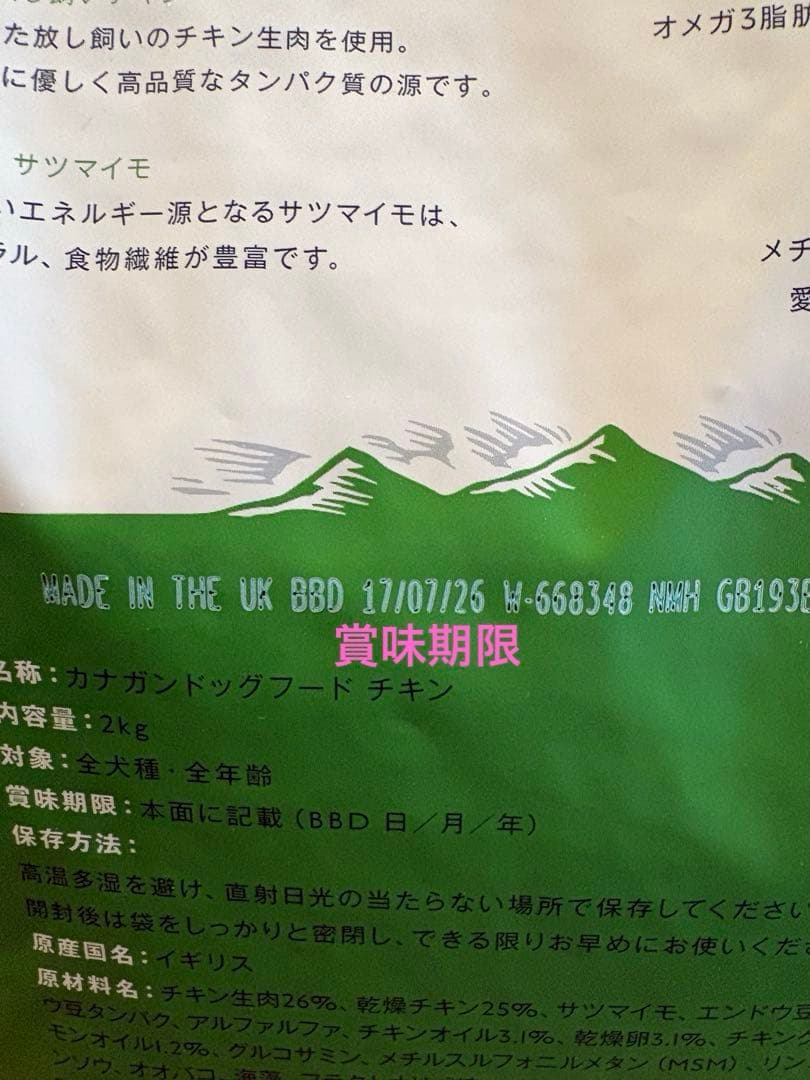 た放し飼いのチキン生肉を使用。
に優しく高品質なタンパク質の源です。
オメガ3脂肪
サツマイモ
いエネルギー源となるサツマイモは、
ラル、食物繊維が豊富です。
メチ
愛
MADE IN THE UK BBD 17/07/26 W-668348 NMH GB193E
賞味期限
名称：カナガンドッグフード チキン
内容量：2kg
対象：全犬種・全年齢
賞味期限：本面に記載（BBD 日／月／年）
保存方法：
高温多湿を避け、直射日光の当たらない場所で保存してください
開封後は袋をしっかりと密閉し、できる限りお早めにお使いくださ
原産国名：イギリス
原材料名：チキン生肉26%、乾燥チキン25%、サツマイモ、エンドウ豆
ウ豆タンパク、アルファルファ、チキンオイル3.1%、乾燥卵3.1%、チキング
モンオイル1.2%、グルコサミン、メチルスルフォニルメタン（MSM）、リン
ンソウ、オオバコ、海藻、